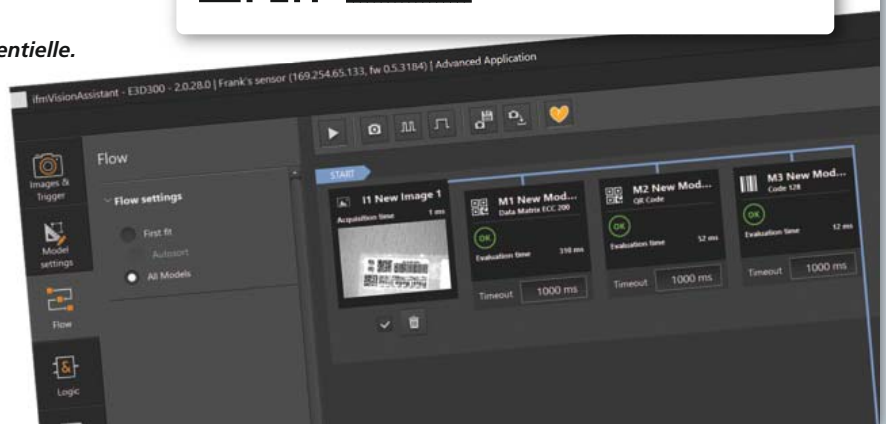 entielle.
ifmVisionAssistant - E3D300 - 2.0.28.0 | Frank's sensor (169.254.65.133, fw 0.5.3184) | Advanced Application
Images &
Trigger
Model
settings
Flow
Logic
Flow
Flow settings
First fit
Autosort
All Models
START
I1 New Image 1
Acquisition time 1 ms
M1 New Mod...
Data Matrix ECC 200
OK
Evaluation time 310 ms
Timeout 1000 ms
M2 New Mod...
QR Code
OK
Evaluation time 52 ms
Timeout 1000 ms
M3 New Mod...
Code 128
OK
Evaluation time 12 ms
Timeout 1000 ms